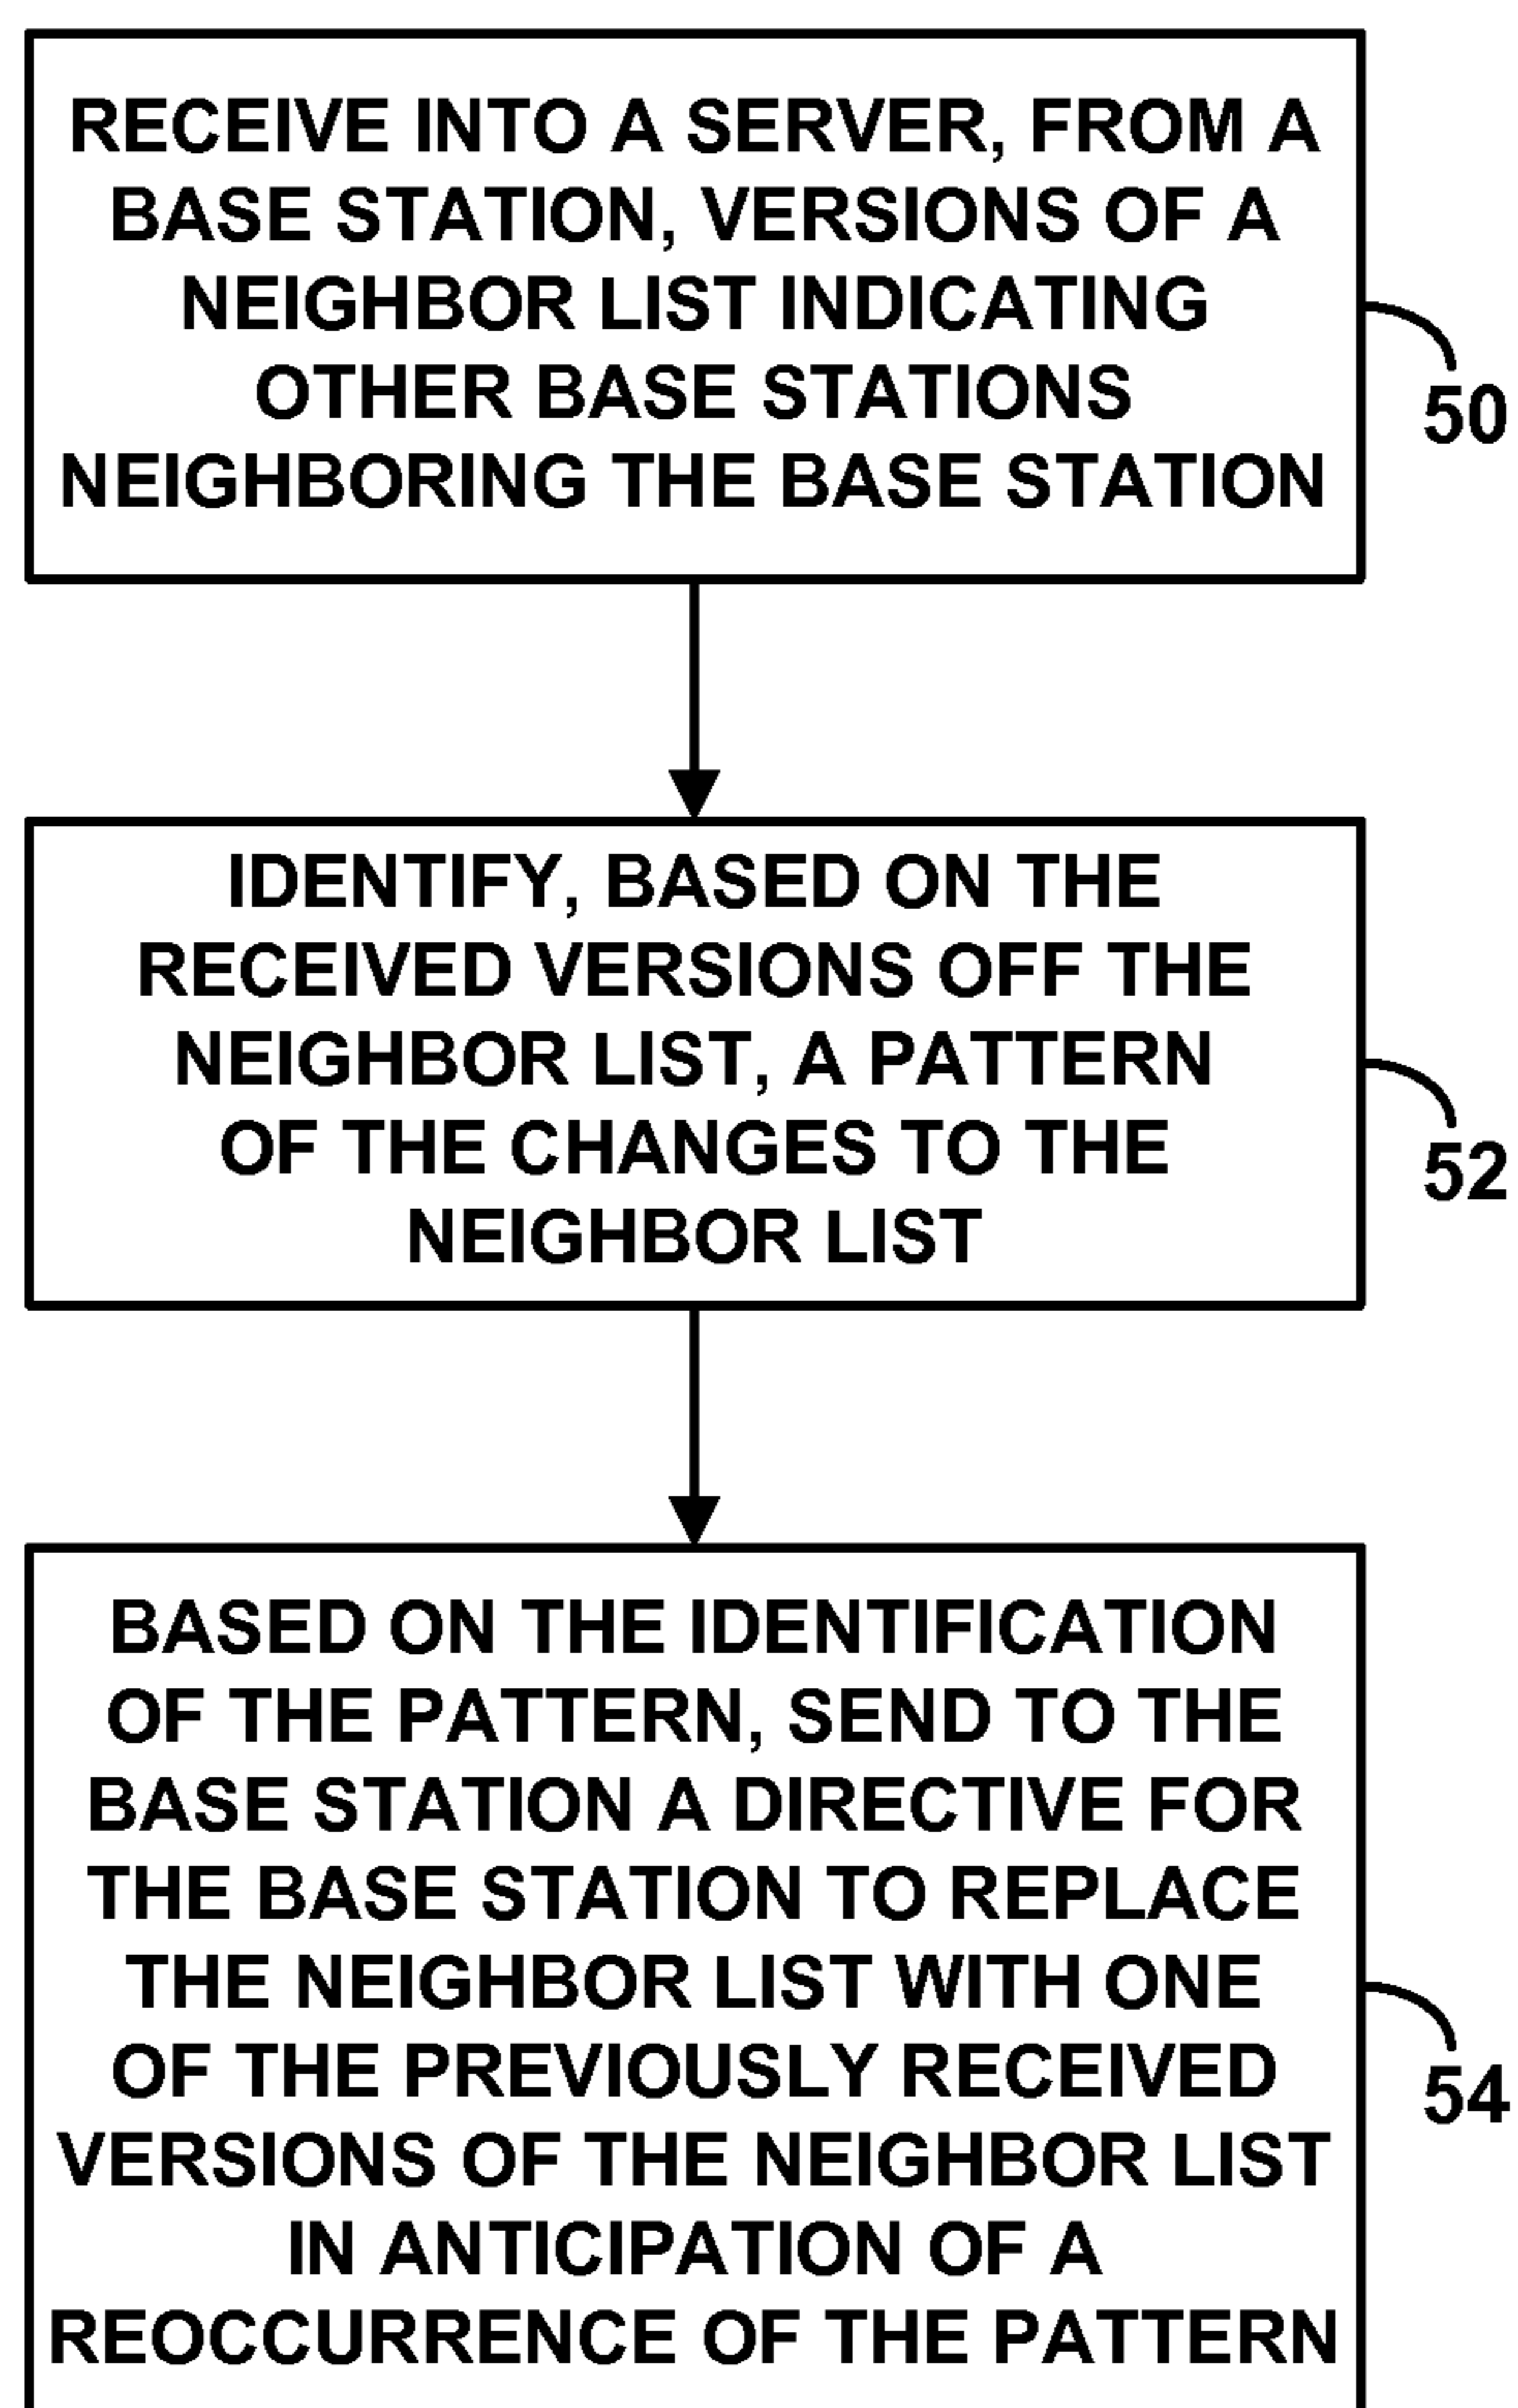 RECEIVE INTO A SERVER, FROM A
BASE STATION, VERSIONS OF A
NEIGHBOR LIST INDICATING
OTHER BASE STATIONS
NEIGHBORING THE BASE STATION
50
IDENTIFY, BASED ON THE
RECEIVED VERSIONS OFF THE
NEIGHBOR LIST, A PATTERN
OF THE CHANGES TO THE
NEIGHBOR LIST
52
BASED ON THE IDENTIFICATION
OF THE PATTERN, SEND TO THE
BASE STATION A DIRECTIVE FOR
THE BASE STATION TO REPLACE
THE NEIGHBOR LIST WITH ONE
OF THE PREVIOUSLY RECEIVED
VERSIONS OF THE NEIGHBOR LIST
IN ANTICIPATION OF A
REOCCURRENCE OF THE PATTERN
54